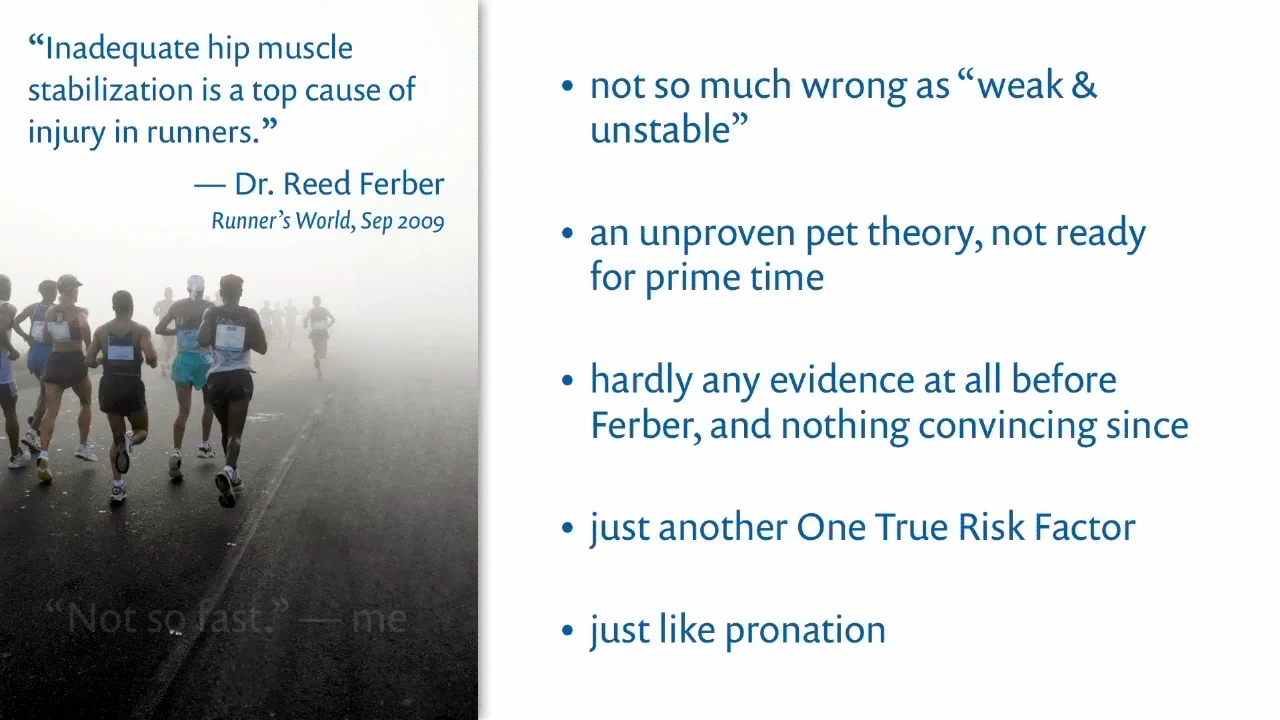 “Inadequate hip muscle
stabilization is a top cause of
injury in runners.”
— Dr. Reed Ferber
Runner’s World, Sep 2009
“Not so fast.” — me
• not so much wrong as “weak &
unstable”
• an unproven pet theory, not ready
for prime time
• hardly any evidence at all before
Ferber, and nothing convincing since
• just another One True Risk Factor
• just like pronation